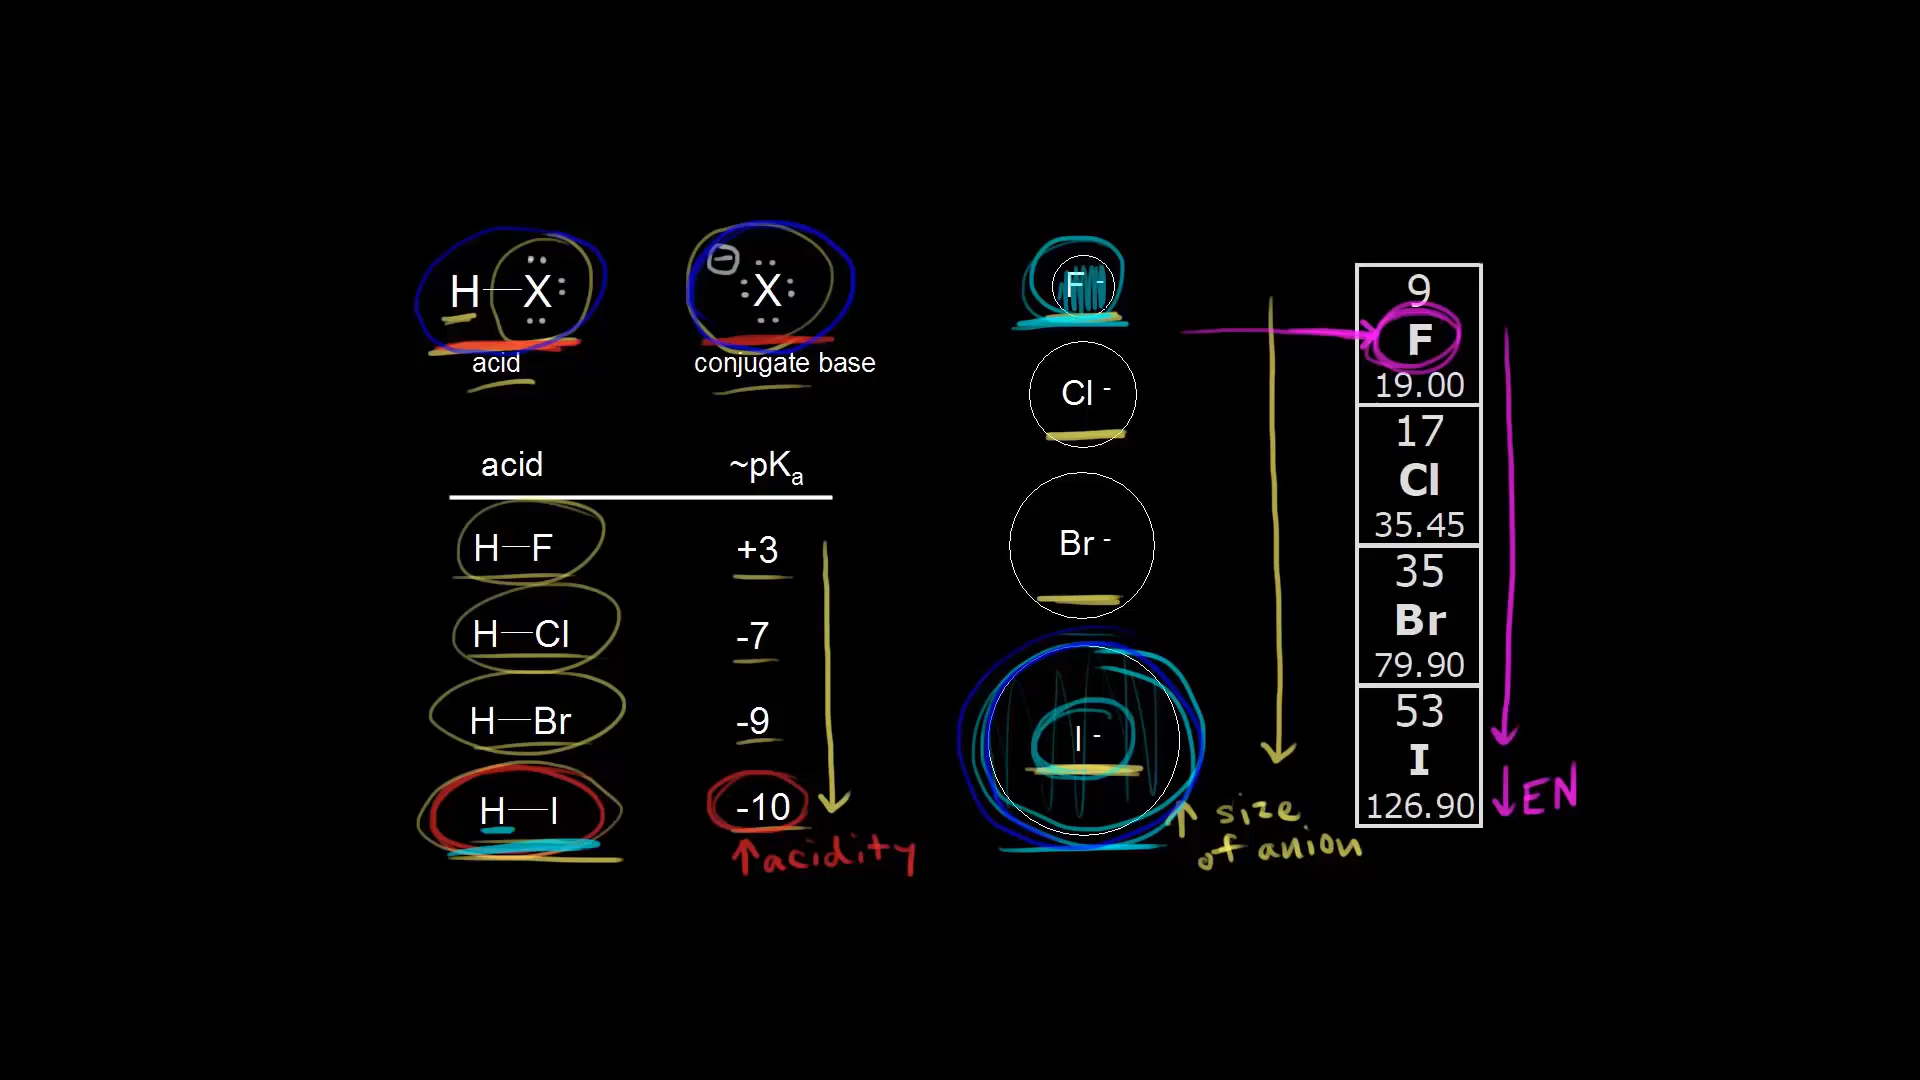 H—X
acid
X
conjugate base
acid
~pKa
H—F
+3
H—Cl
-7
H—Br
-9
H—I
-10
↑acidity
F -
Cl -
Br -
I -
↑ size
of anion
9
F
19.00
17
Cl
35.45
35
Br
79.90
53
I
126.90
↓EN